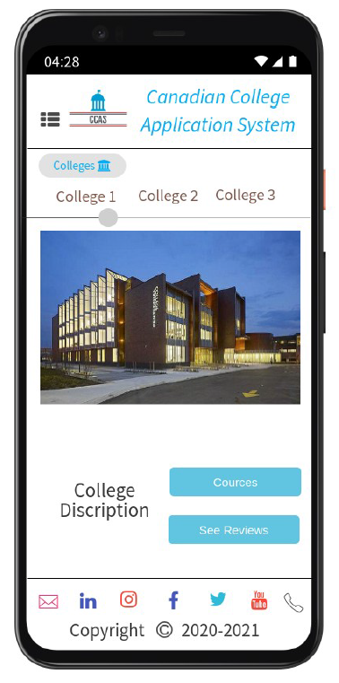 04:28
CCAS
Canadian College
Application System
Colleges
College 1 College 2 College 3
College
Discription
Cources
See Reviews
You
Tube
Copyright © 2020-2021